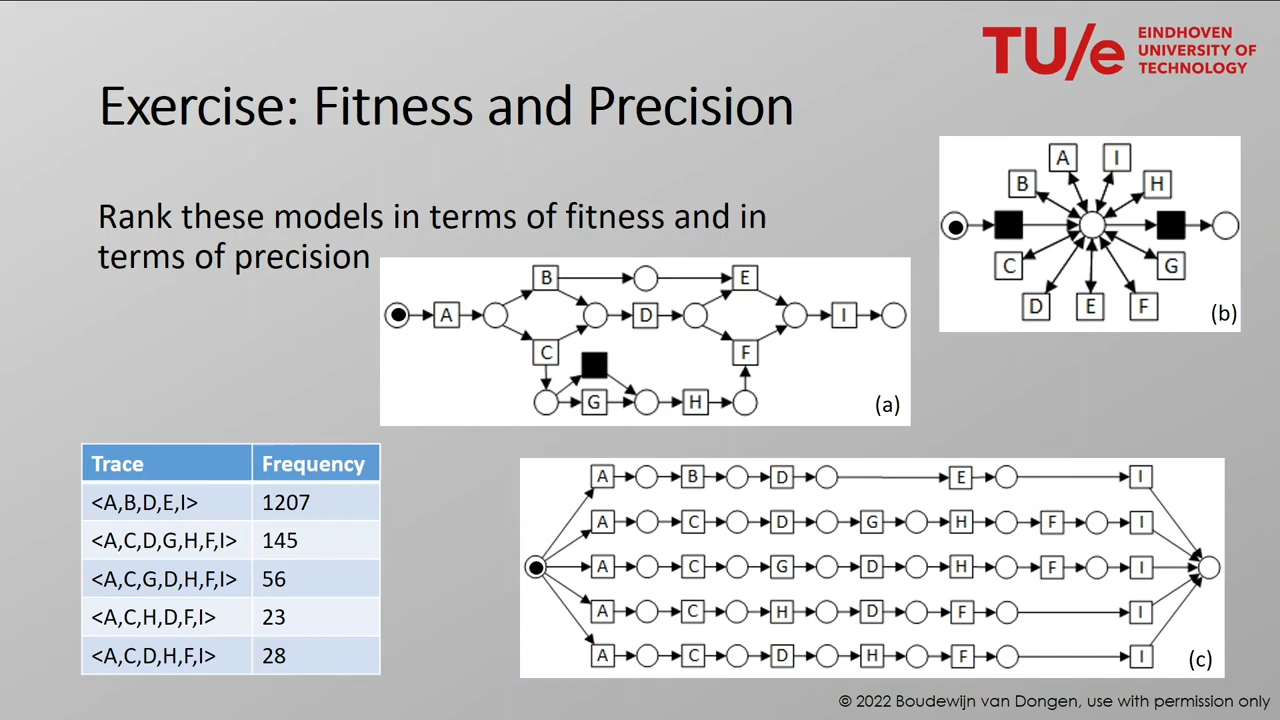 TU/e EINDHOVEN
UNIVERSITY OF
TECHNOLOGY
Exercise: Fitness and Precision
Rank these models in terms of fitness and in
terms of precision
A I
B H
C G
D E F
(b)
B E
A D I
C F
G H
(a)
Trace Frequency
<A,B,D,E,I> 1207
<A,C,D,G,H,F,I> 145
<A,C,G,D,H,F,I> 56
<A,C,H,D,F,I> 23
<A,C,D,H,F,I> 28
A B D E I
A C D G H F I
A C G D H F I
A C H D F I
A C D H F I
(c)
© 2022 Boudewijn van Dongen, use with permission only